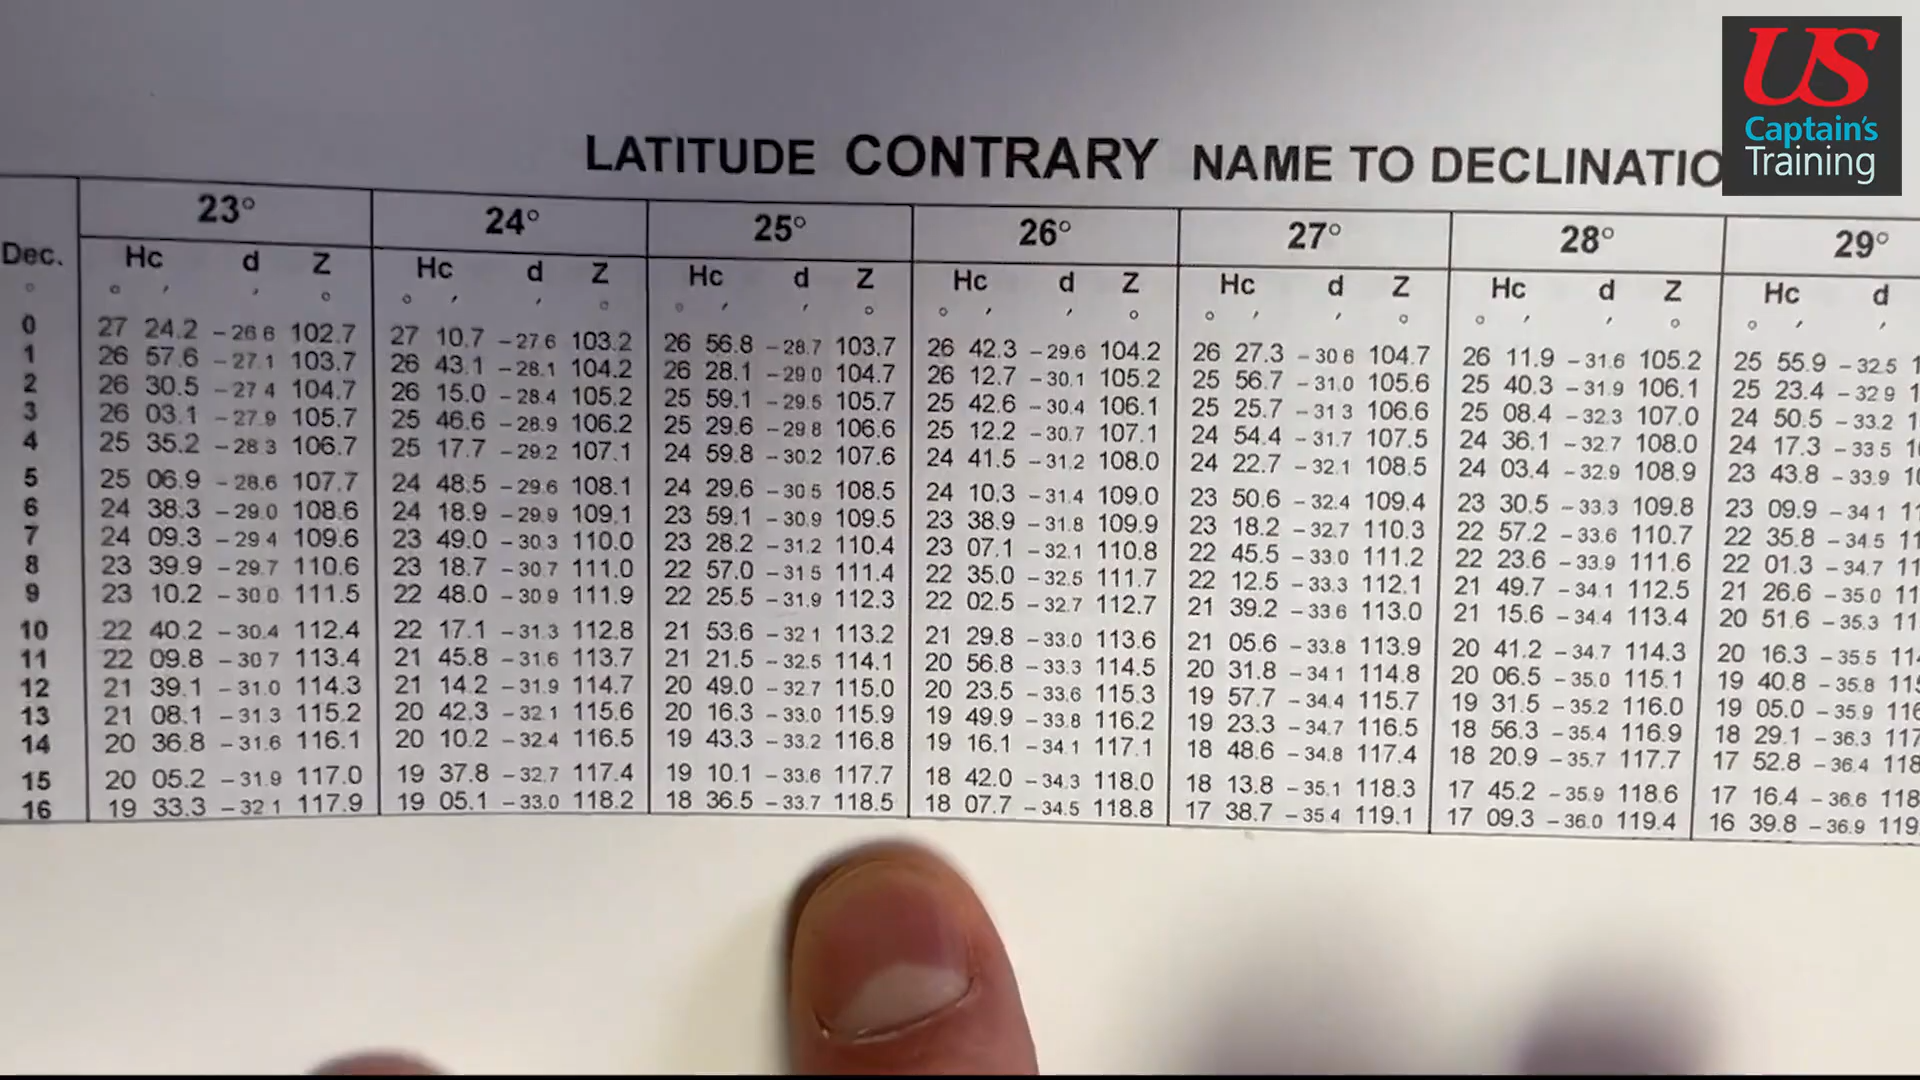 US
Captain's
Training
LATITUDE CONTRARY NAME TO DECLINATIO
23° 24° 25° 26° 27° 28° 29°
Dec. Hc d Z Hc d Z Hc d Z Hc d Z Hc d Z Hc d Z Hc d
° ° ′ ′ ° ° ′ ′ ° ° ′ ′ ° ° ′ ′ ° ° ′ ′ ° ° ′ ′ ° ° ′ ′
0 27 24.2 –26.6 102.7 27 10.7 –27.6 103.2 26 56.8 –28.7 103.7 26 42.3 –29.6 104.2 26 27.3 –30.6 104.7 26 11.9 –31.6 105.2 25 55.9 –32.5 1
1 26 57.6 –27.1 103.7 26 43.1 –28.1 104.2 26 28.1 –29.0 104.7 26 12.7 –30.1 105.2 25 56.7 –31.0 105.6 25 40.3 –31.9 106.1 25 23.4 –32.9 1
2 26 30.5 –27.4 104.7 26 15.0 –28.4 105.2 25 59.1 –29.5 105.7 25 42.6 –30.4 106.1 25 25.7 –31.3 106.6 25 08.4 –32.3 107.0 24 50.5 –33.2 1
3 26 03.1 –27.9 105.7 25 46.6 –28.9 106.2 25 29.6 –29.8 106.6 25 12.2 –30.7 107.1 24 54.4 –31.7 107.5 24 36.1 –32.7 108.0 24 17.3 –33.5 10
4 25 35.2 –28.3 106.7 25 17.7 –29.2 107.1 24 59.8 –30.2 107.6 24 41.5 –31.2 108.0 24 22.7 –32.1 108.5 24 03.4 –32.9 108.9 23 43.8 –33.9 10
5 25 06.9 –28.6 107.7 24 48.5 –29.6 108.1 24 29.6 –30.5 108.5 24 10.3 –31.4 109.0 23 50.6 –32.4 109.4 23 30.5 –33.3 109.8 23 09.9 –34.1 11
6 24 38.3 –29.0 108.6 24 18.9 –29.9 109.1 23 59.1 –30.9 109.5 23 38.9 –31.8 109.9 23 18.2 –32.7 110.3 22 57.2 –33.6 110.7 22 35.8 –34.5 11
7 24 09.3 –29.4 109.6 23 49.0 –30.3 110.0 23 28.2 –31.2 110.4 23 07.1 –32.1 110.8 22 45.5 –33.0 111.2 22 23.6 –33.9 111.6 22 01.3 –34.7 11
8 23 39.9 –29.7 110.6 23 18.7 –30.7 111.0 22 57.0 –31.5 111.4 22 35.0 –32.5 111.7 22 12.5 –33.3 112.1 21 49.7 –34.1 112.5 21 26.6 –35.0 11
9 23 10.2 –30.0 111.5 22 48.0 –30.9 111.9 22 25.5 –31.9 112.3 22 02.5 –32.7 112.7 21 39.2 –33.6 113.0 21 15.6 –34.4 113.4 20 51.6 –35.3 11
10 22 40.2 –30.4 112.4 22 17.1 –31.3 112.8 21 53.6 –32.1 113.2 21 29.8 –33.0 113.6 21 05.6 –33.8 113.9 20 41.2 –34.7 114.3 20 16.3 –35.5 114
11 22 09.8 –30.7 113.4 21 45.8 –31.6 113.7 21 21.5 –32.5 114.1 20 56.8 –33.3 114.5 20 31.8 –34.1 114.8 20 06.5 –35.0 115.1 19 40.8 –35.8 115
12 21 39.1 –31.0 114.3 21 14.2 –31.9 114.7 20 49.0 –32.7 115.0 20 23.5 –33.6 115.3 19 57.7 –34.4 115.7 19 31.5 –35.2 116.0 19 05.0 –35.9 116
13 21 08.1 –31.3 115.2 20 42.3 –32.1 115.6 20 16.3 –33.0 115.9 19 49.9 –33.8 116.2 19 23.3 –34.7 116.5 18 56.3 –35.4 116.9 18 29.1 –36.3 117
14 20 36.8 –31.6 116.1 20 10.2 –32.4 116.5 19 43.3 –33.2 116.8 19 16.1 –34.1 117.1 18 48.6 –34.8 117.4 18 20.9 –35.7 117.7 17 52.8 –36.4 118
15 20 05.2 –31.9 117.0 19 37.8 –32.7 117.4 19 10.1 –33.6 117.7 18 42.0 –34.3 118.0 18 13.8 –35.1 118.3 17 45.2 –35.9 118.6 17 16.4 –36.6 118
16 19 33.3 –32.1 117.9 19 05.1 –33.0 118.2 18 36.5 –33.7 118.5 18 07.7 –34.5 118.8 17 38.7 –35.4 119.1 17 09.3 –36.0 119.4 16 39.8 –36.9 119